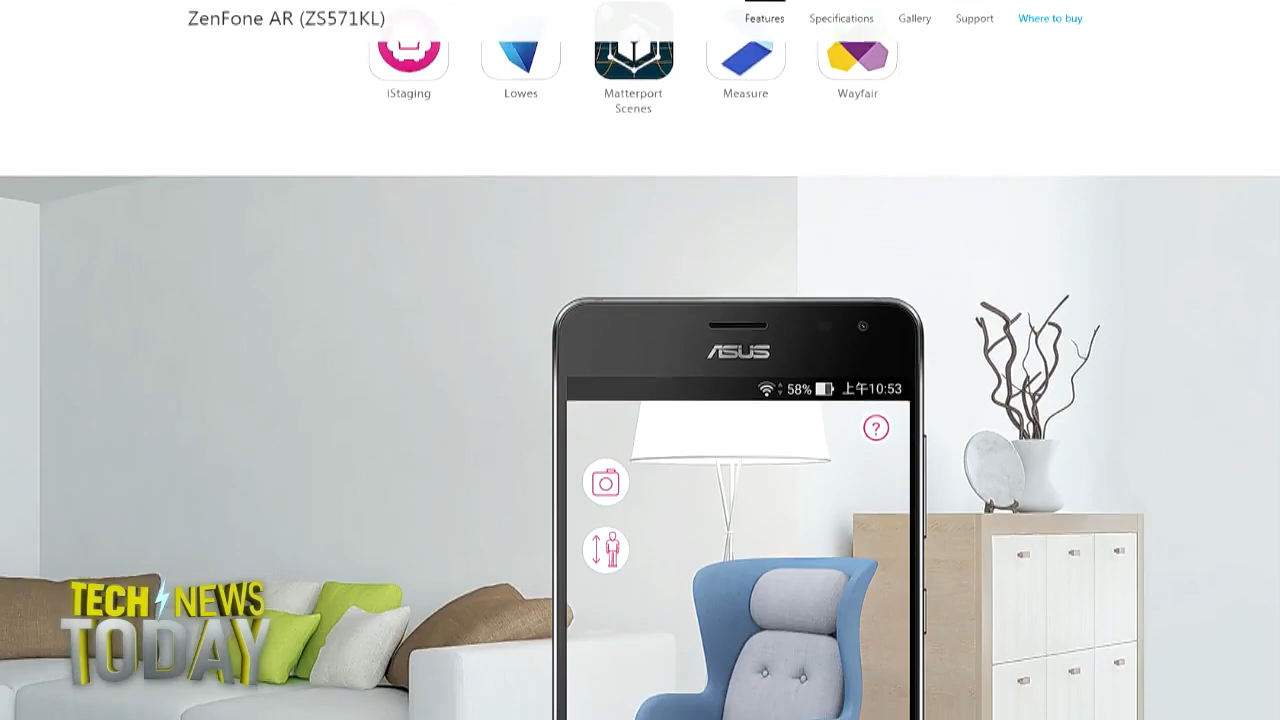 ZenFone AR (ZS571KL)
Features
Specifications
Gallery
Support
Where to buy
iStaging
Lowes
Matterport
Scenes
Measure
Wayfair
ASUS
58% 上午10:53
?
TECH NEWS
TODAY